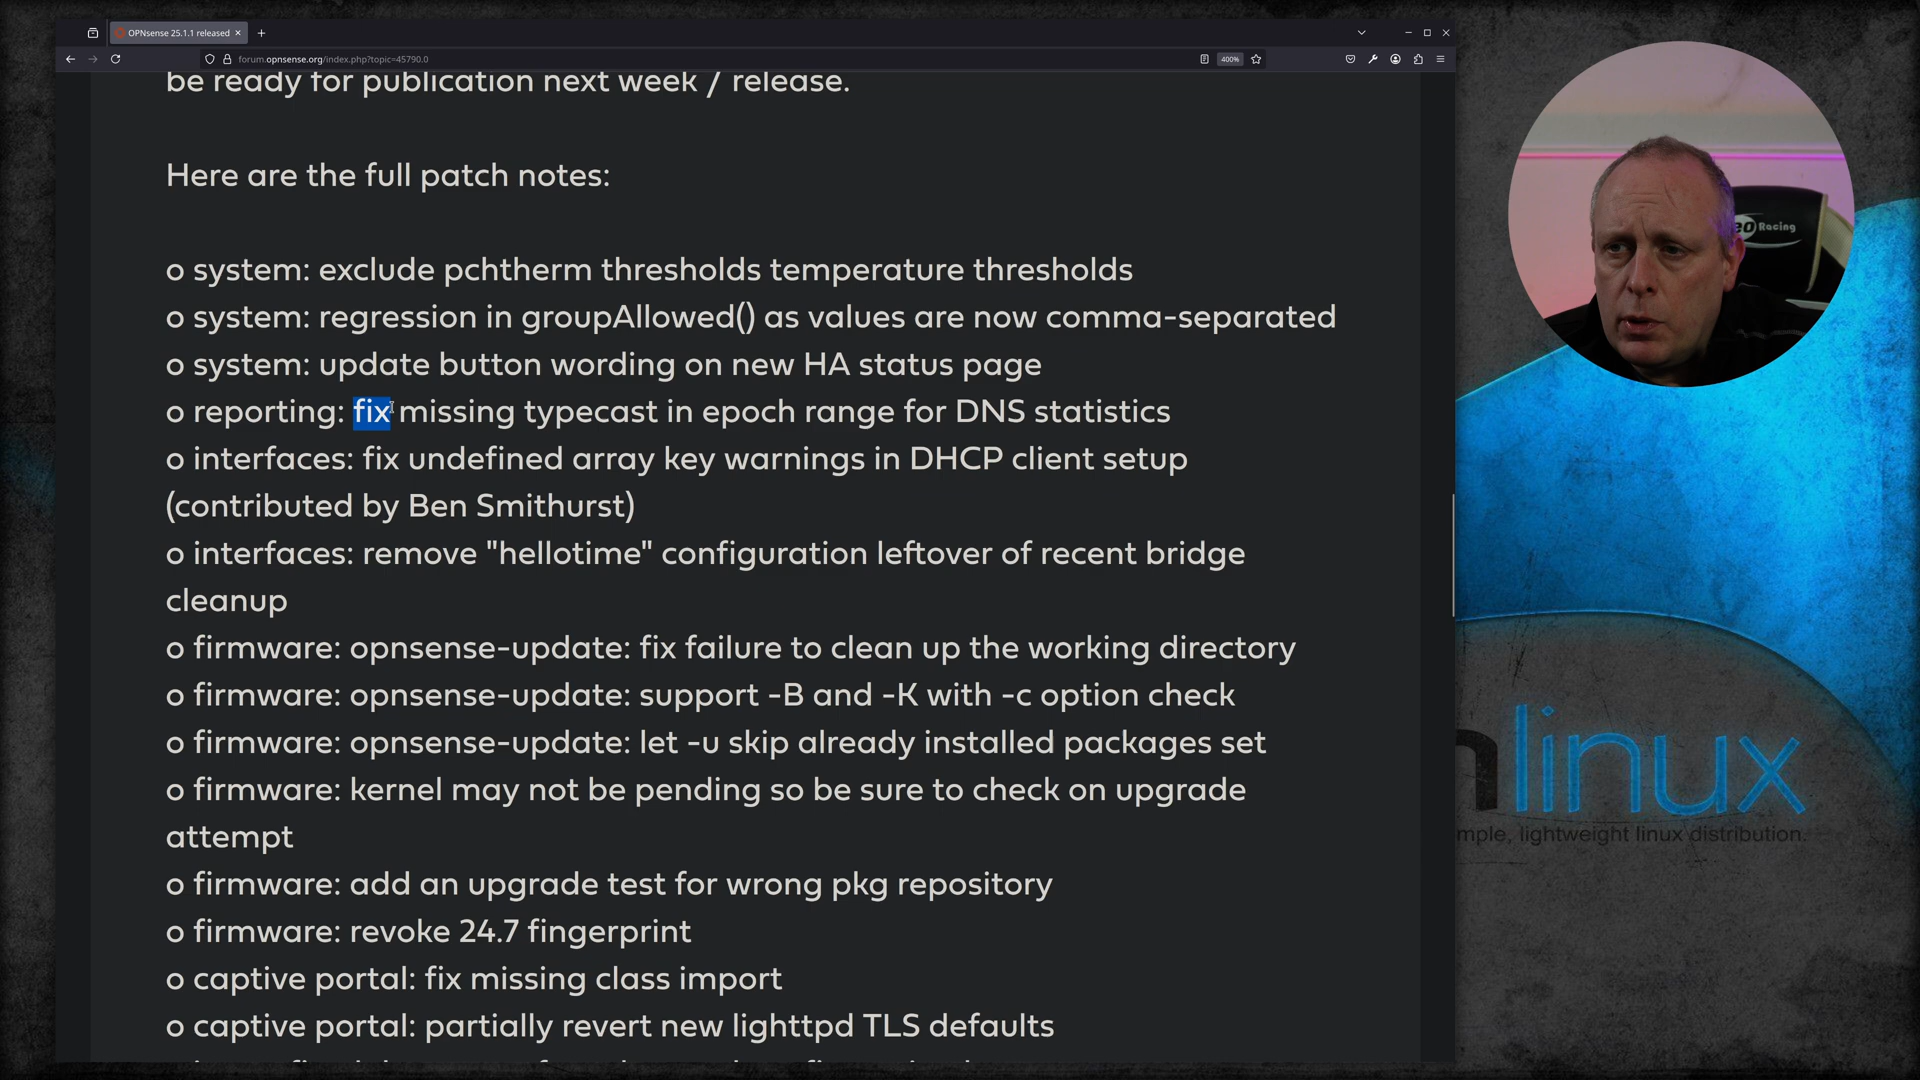 OPNsense 25.1.1 released
forum.opnsense.org/index.php?topic=45790.0
400%
be ready for publication next week / release.
Here are the full patch notes:
o system: exclude pchtherm thresholds temperature thresholds
o system: regression in groupAllowed() as values are now comma-separated
o system: update button wording on new HA status page
o reporting: fix missing typecast in epoch range for DNS statistics
o interfaces: fix undefined array key warnings in DHCP client setup
(contributed by Ben Smithurst)
o interfaces: remove "hellotime" configuration leftover of recent bridge
cleanup
o firmware: opnsense-update: fix failure to clean up the working directory
o firmware: opnsense-update: support -B and -K with -c option check
o firmware: opnsense-update: let -u skip already installed packages set
o firmware: kernel may not be pending so be sure to check on upgrade
attempt
o firmware: add an upgrade test for wrong pkg repository
o firmware: revoke 24.7 fingerprint
o captive portal: fix missing class import
o captive portal: partially revert new lighttpd TLS defaults
Racing
linux
mple, lightweight linux distribution.